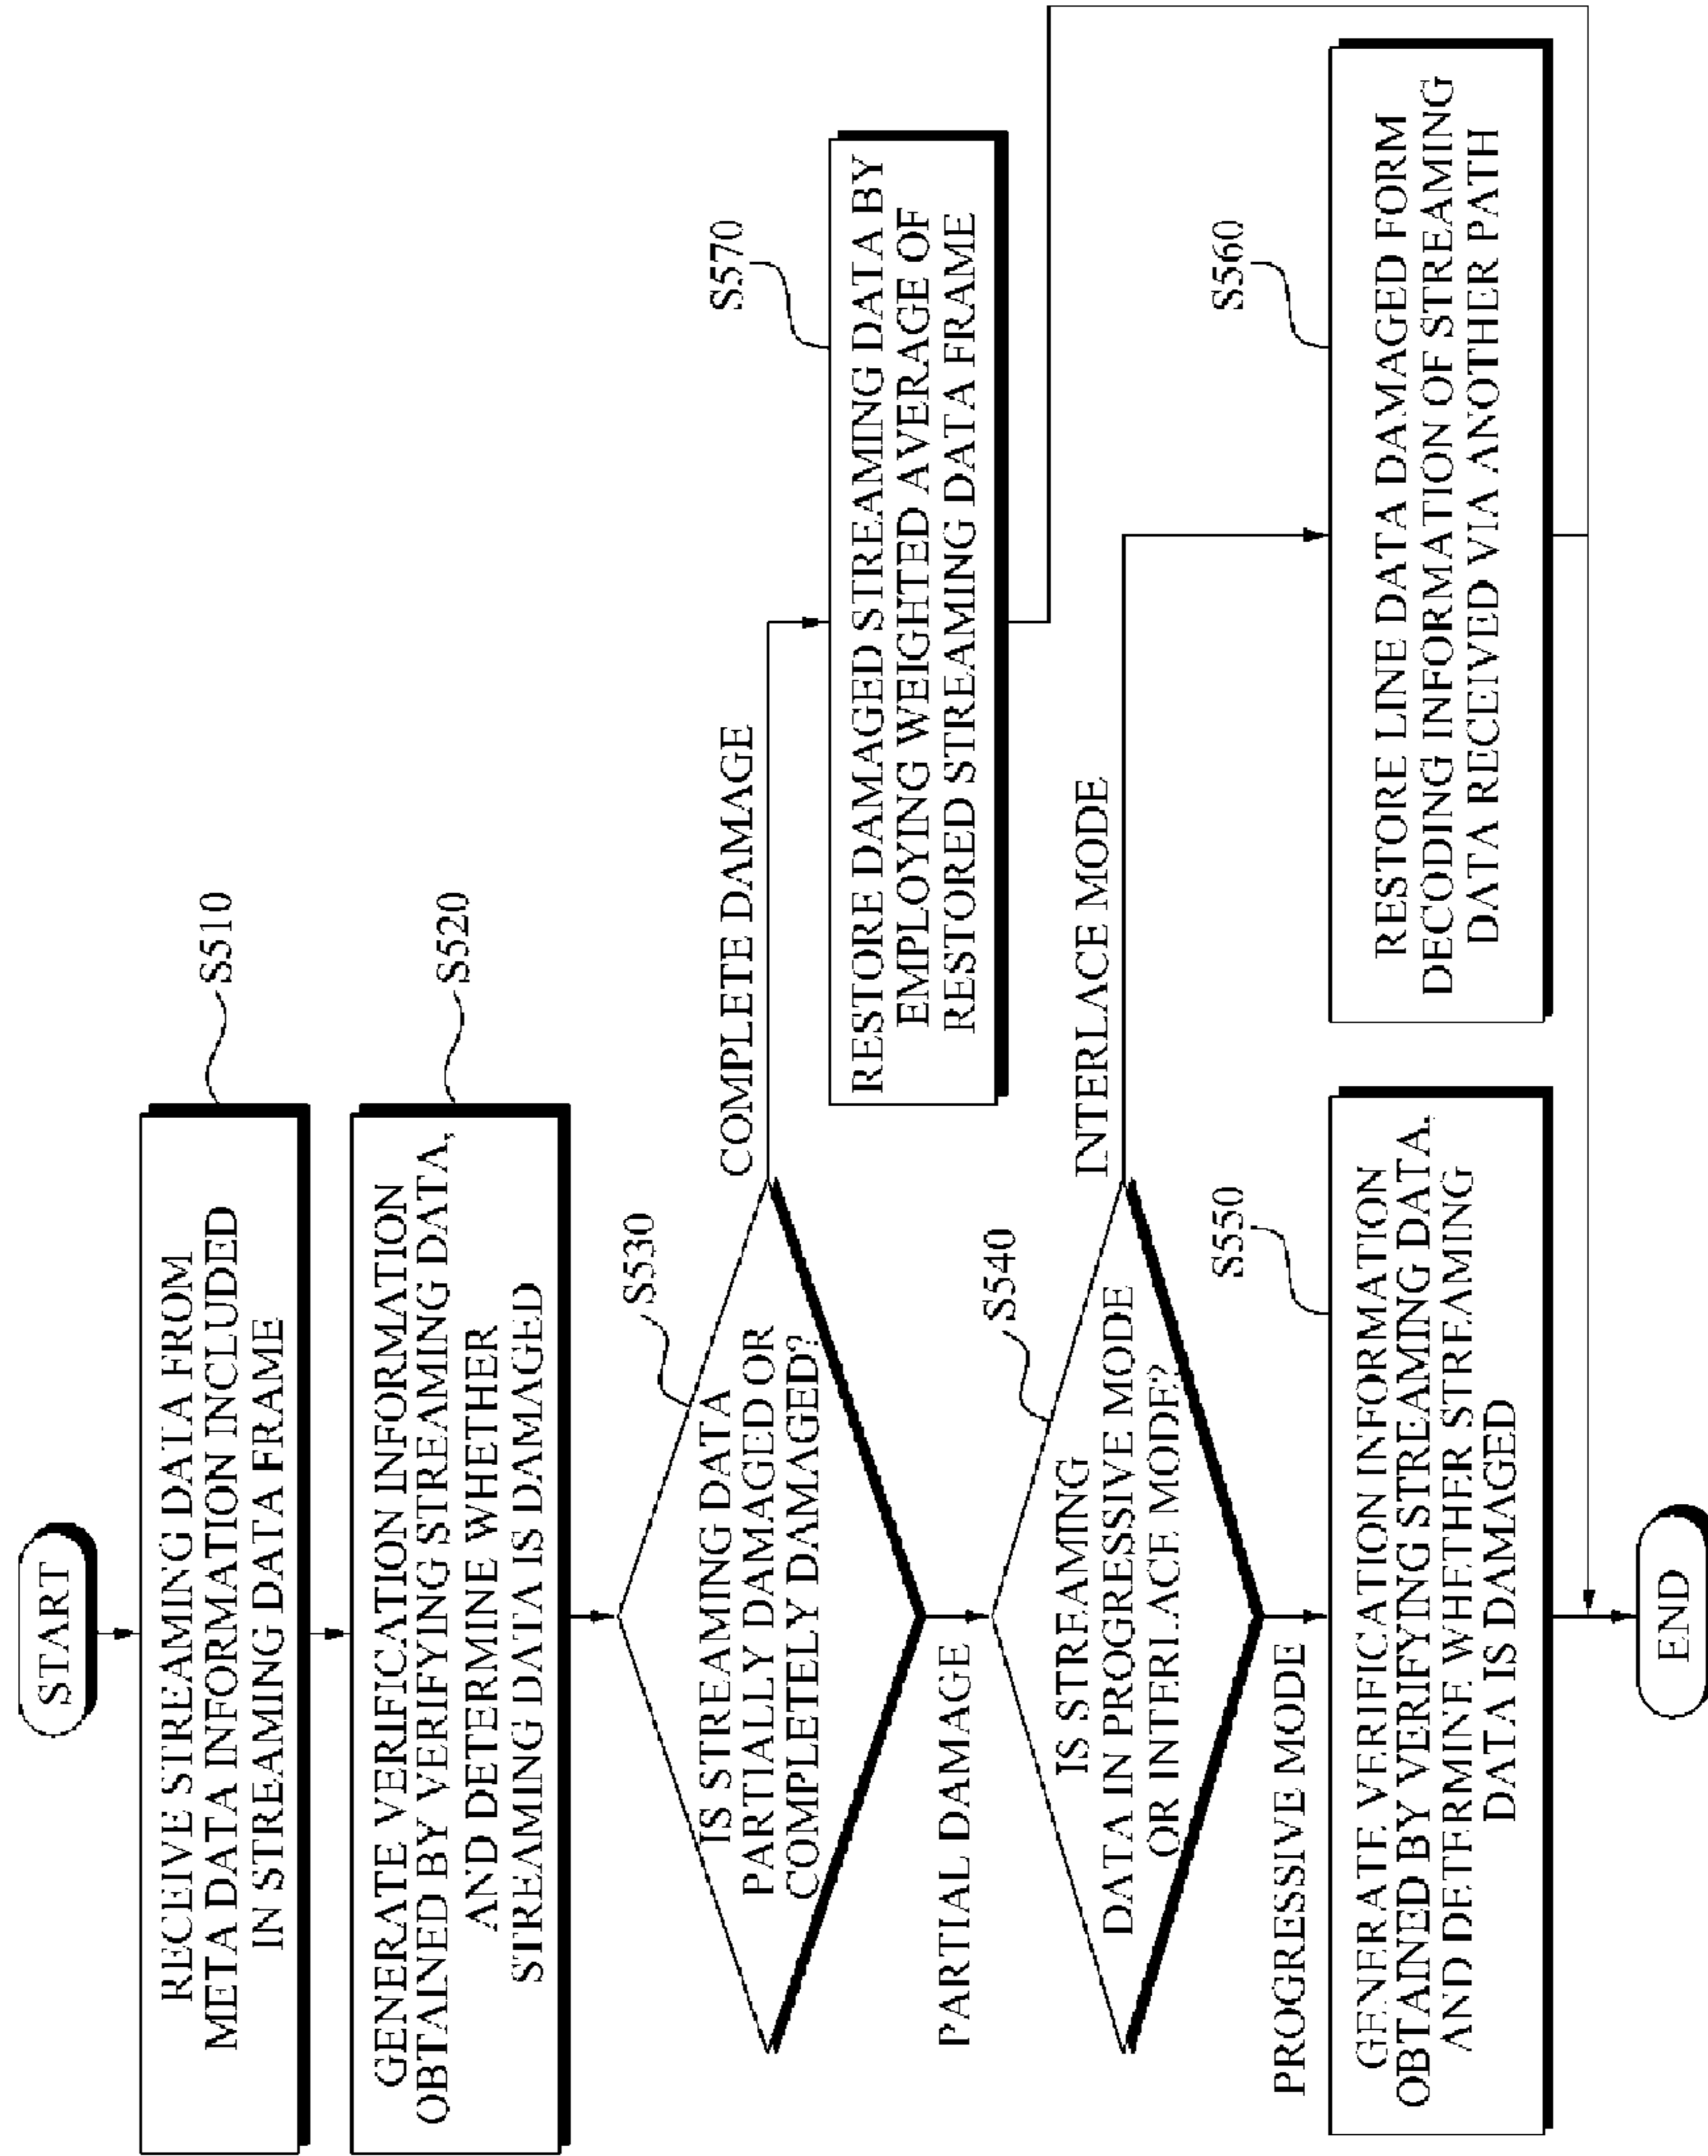 START
RECEIVE STREAMING DATA FROM
META DATA INFORMATION INCLUDED
IN STREAMING DATA FRAME
S510
GENERATE VERIFICATION INFORMATION
OBTAINED BY VERIFYING STREAMING DATA,
AND DETERMINE WHETHER
STREAMING DATA IS DAMAGED
S520
IS STREAMING DATA
PARTIALLY DAMAGED OR
COMPLETELY DAMAGED?
S530
COMPLETE DAMAGE
RESTORE DAMAGED STREAMING DATA BY
EMPLOYING WEIGHTED AVERAGE OF
RESTORED STREAMING DATA FRAME
S570
PARTIAL DAMAGE
IS STREAMING
DATA IN PROGRESSIVE MODE
OR INTERLACE MODE?
S540
INTERLACE MODE
RESTORE LINE DATA DAMAGED FORM
DECODING INFORMATION OF STREAMING
DATA RECEIVED VIA ANOTHER PATH
S560
PROGRESSIVE MODE
GENERATE VERIFICATION INFORMATION
OBTAINED BY VERIFYING STREAMING DATA,
AND DETERMINE WHETHER STREAMING
DATA IS DAMAGED
S550
END